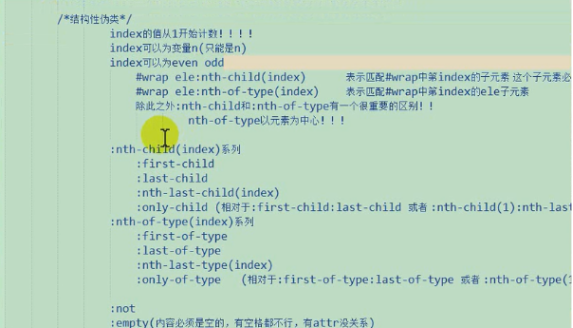 /*结构性伪类*/
index的值从1开始计数！！！！
index可以为变量n(只能是n)
index可以为even odd
#wrap ele:nth-child(index) 表示匹配#wrap中第index的子元素 这个子元素必
#wrap ele:nth-of-type(index) 表示匹配#wrap中第index的ele子元素
除此之外:nth-child和:nth-of-type有一个很重要的区别！！
nth-of-type以元素为中心！！！
:nth-child(index)系列
:first-child
:last-child
:nth-last-child(index)
:only-child (相对于:first-child:last-child 或者 :nth-child(1):nth-las
:nth-of-type(index)系列
:first-of-type
:last-of-type
:nth-last-type(index)
:only-of-type (相对于:first-of-type:last-of-type 或者 :nth-of-type(1
:not
:empty(内容必须是空的，有空格都不行，有attr没关系)